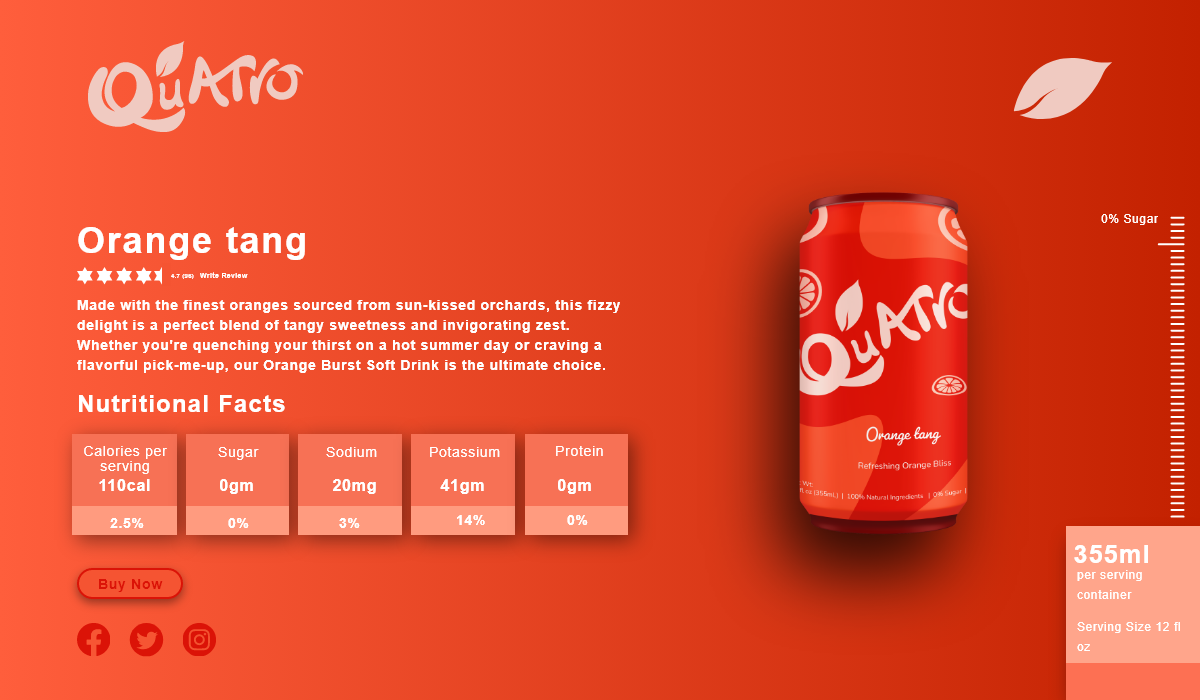 QuATro
Orange tang
4.7 (96) Write Review
Made with the finest oranges sourced from sun-kissed orchards, this fizzy
delight is a perfect blend of tangy sweetness and invigorating zest.
Whether you're quenching your thirst on a hot summer day or craving a
flavorful pick-me-up, our Orange Burst Soft Drink is the ultimate choice.
Nutritional Facts
Calories per
serving
110cal
2.5%
Sugar
0gm
0%
Sodium
20mg
3%
Potassium
41gm
14%
Protein
0gm
0%
Buy Now
QuATro
Orange tang
Refreshing Orange Bliss
Wt:
fl oz (355mL) | 100% Natural Ingredients | 0% Sugar |
0% Sugar
355ml
per serving
container
Serving Size 12 fl
oz